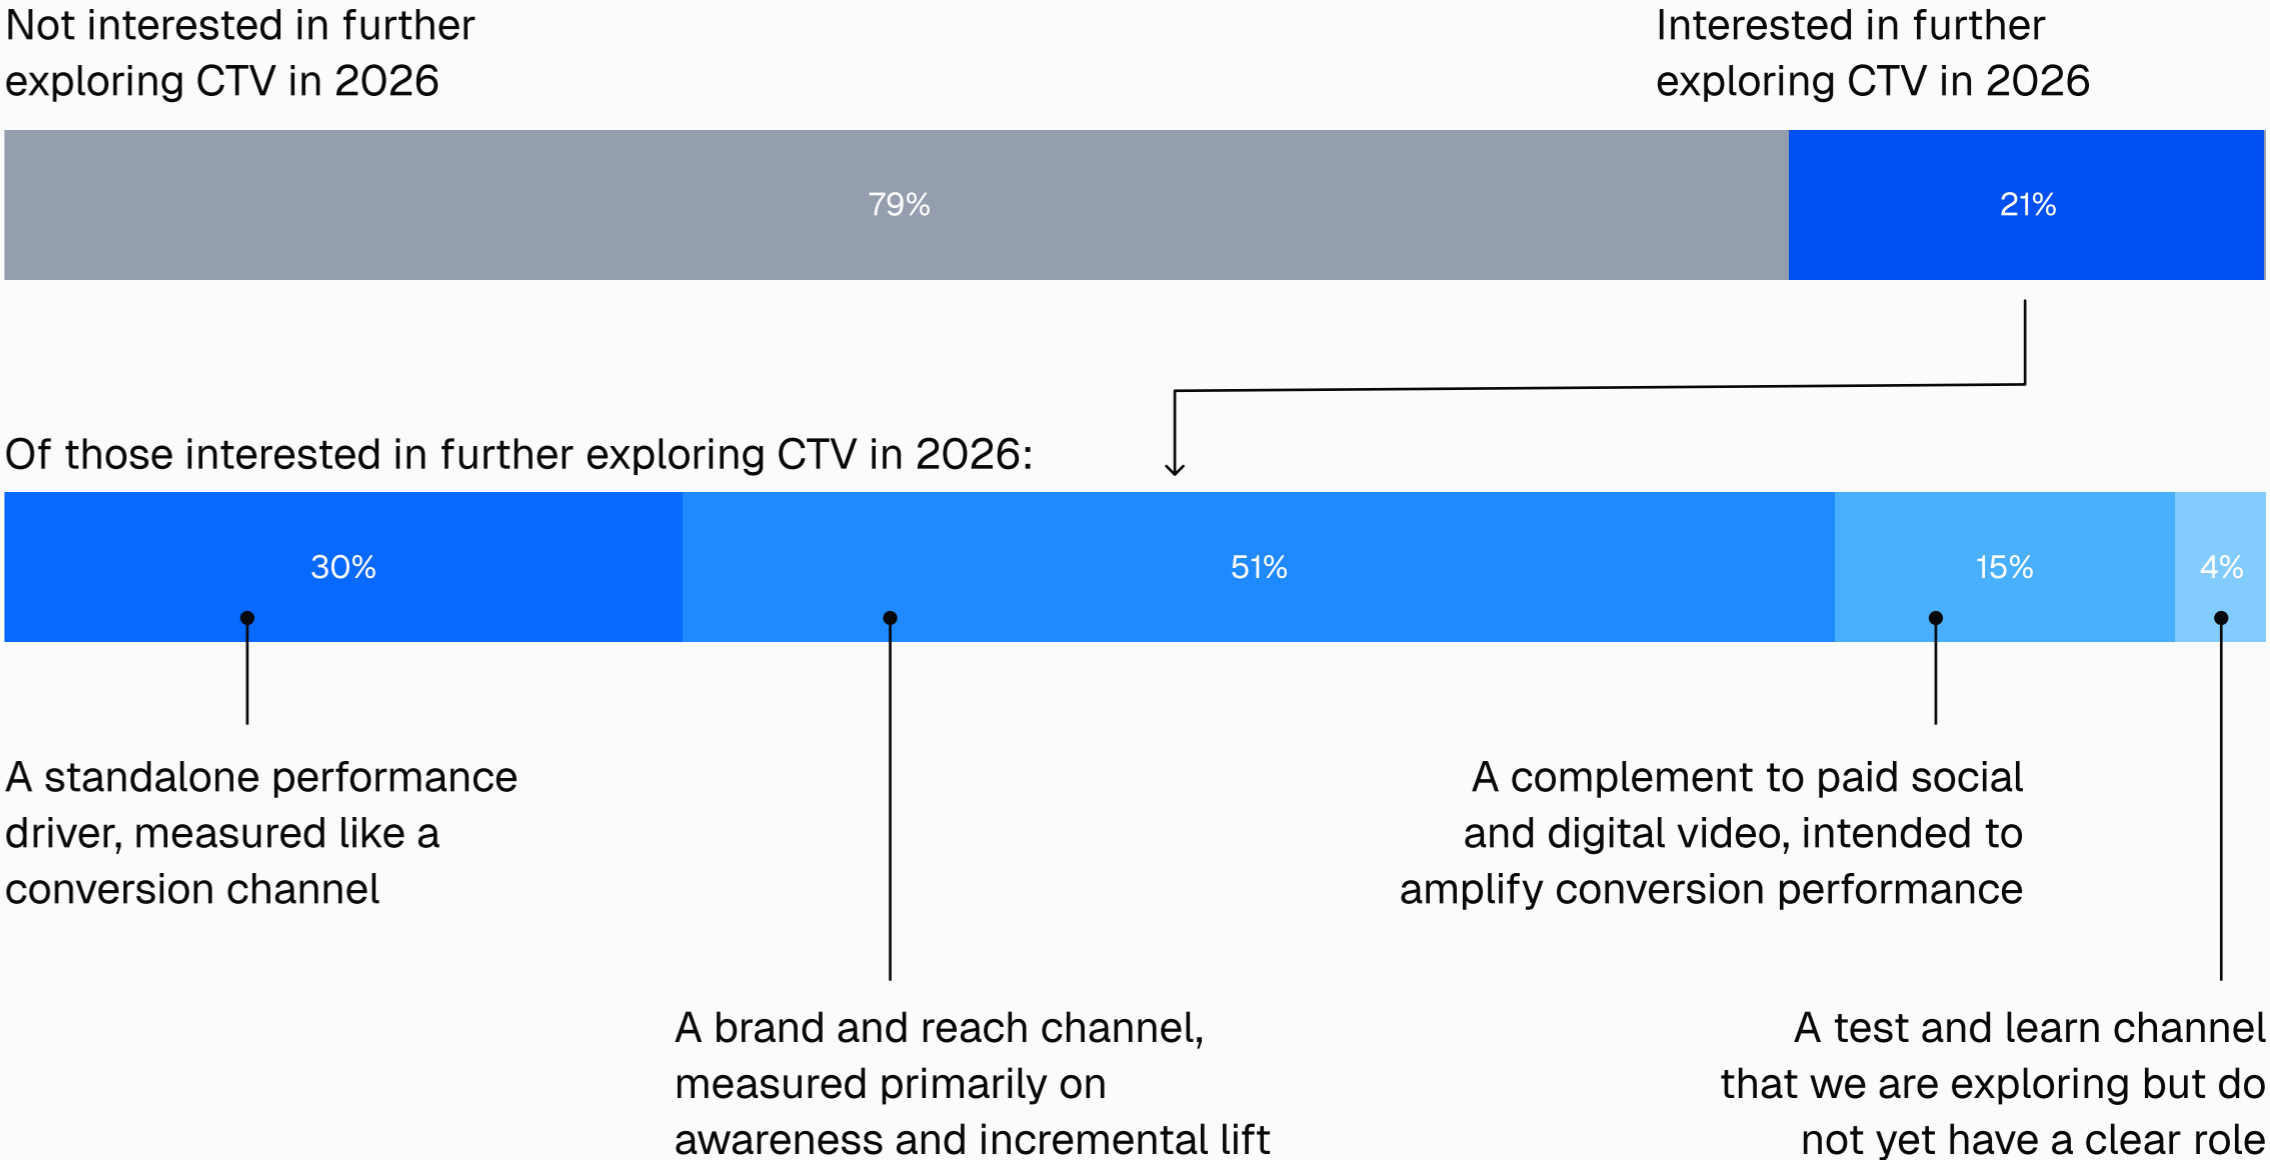 Not interested in further
exploring CTV in 2026
Interested in further
exploring CTV in 2026
79%
21%
Of those interested in further exploring CTV in 2026:
30%
51%
15%
4%
A standalone performance
driver, measured like a
conversion channel
A complement to paid social
and digital video, intended to
amplify conversion performance
A brand and reach channel,
measured primarily on
awareness and incremental lift
A test and learn channel
that we are exploring but do
not yet have a clear role